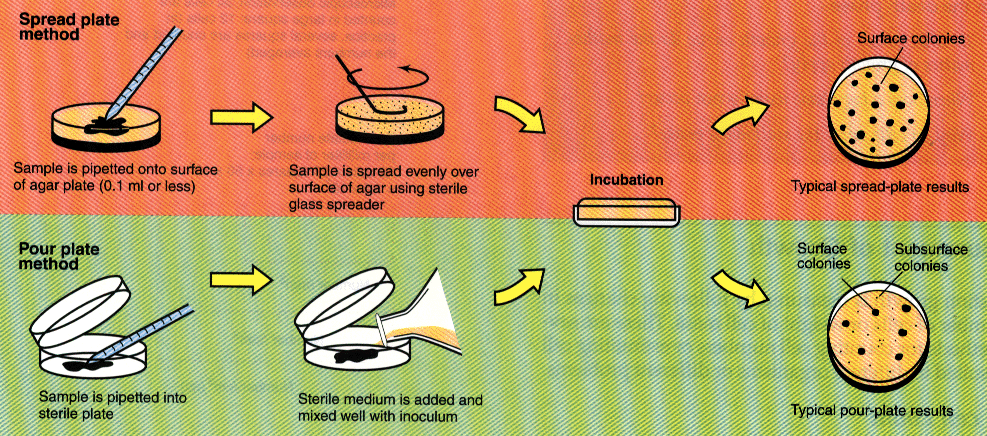 Spread plate
method
Surface colonies
Sample is pipetted onto surface
of agar plate (0.1 ml or less)
Sample is spread evenly over
surface of agar using sterile
glass spreader
Incubation
Typical spread-plate results
Pour plate
method
Surface
colonies
Subsurface
colonies
Sample is pipetted into
sterile plate
Sterile medium is added and
mixed well with inoculum
Typical pour-plate results